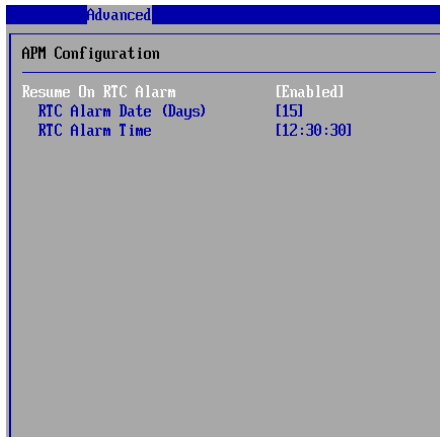 Advanced
APM Configuration
Resume On RTC Alarm [Enabled]
RTC Alarm Date (Days) [15]
RTC Alarm Time [12:30:30]